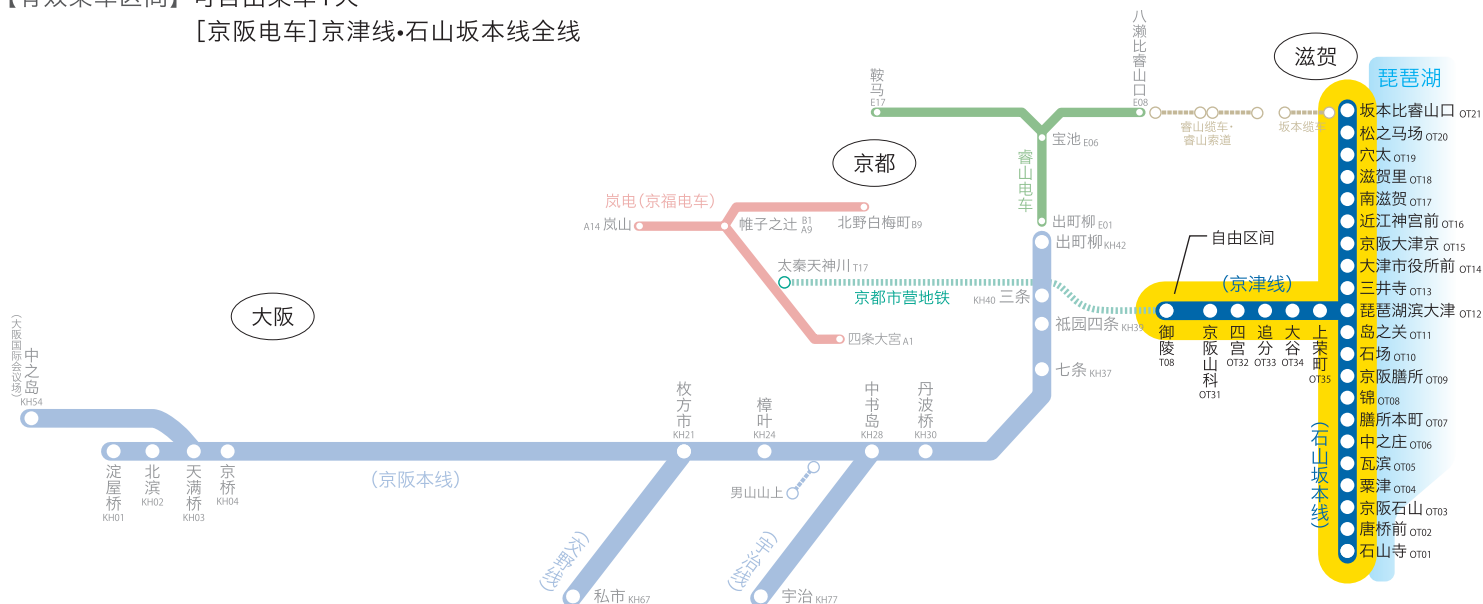 【有效乘车区间】可自由乘车1天
[京阪电车]京津线•石山坂本线全线
滋贺
琵琶湖
京都
大阪
八濑比睿山口
E08
鞍马
E17
宝池 E06
睿山电车
睿山缆车·
睿山索道
坂本缆车
出町柳 E01
出町柳 KH42
岚电(京福电车)
A14 岚山
帷子之辻 B1
A9
北野白梅町 B9
太秦天神川 T17
京都市营地铁
四条大宫 A1
KH40 三条
祇园四条 KH39
七条 KH37
自由区间
(京津线)
御陵
T08
京阪山科
OT31
四宫
OT32
追分
OT33
大谷
OT34
上荣町
OT35
坂本比睿山口 OT21
松之马场 OT20
穴太 OT19
滋贺里 OT18
南滋贺 OT17
近江神宫前 OT16
京阪大津京 OT15
大津市役所前 OT14
三井寺 OT13
琵琶湖滨大津 OT12
岛之关 OT11
石场 OT10
京阪膳所 OT09
锦 OT08
膳所本町 OT07
中之庄 OT06
瓦滨 OT05
粟津 OT04
京阪石山 OT03
唐桥前 OT02
石山寺 OT01
(石山坂本线)
(大阪国际会议场)
中之岛
KH54
淀屋桥
KH01
北滨
KH02
天满桥
KH03
京桥
KH04
(京阪本线)
枚方市
KH21
樟叶
KH24
中书岛
KH28
丹波桥
KH30
男山山上
(交野线)
私市 KH67
(宇治线)
宇治 KH77